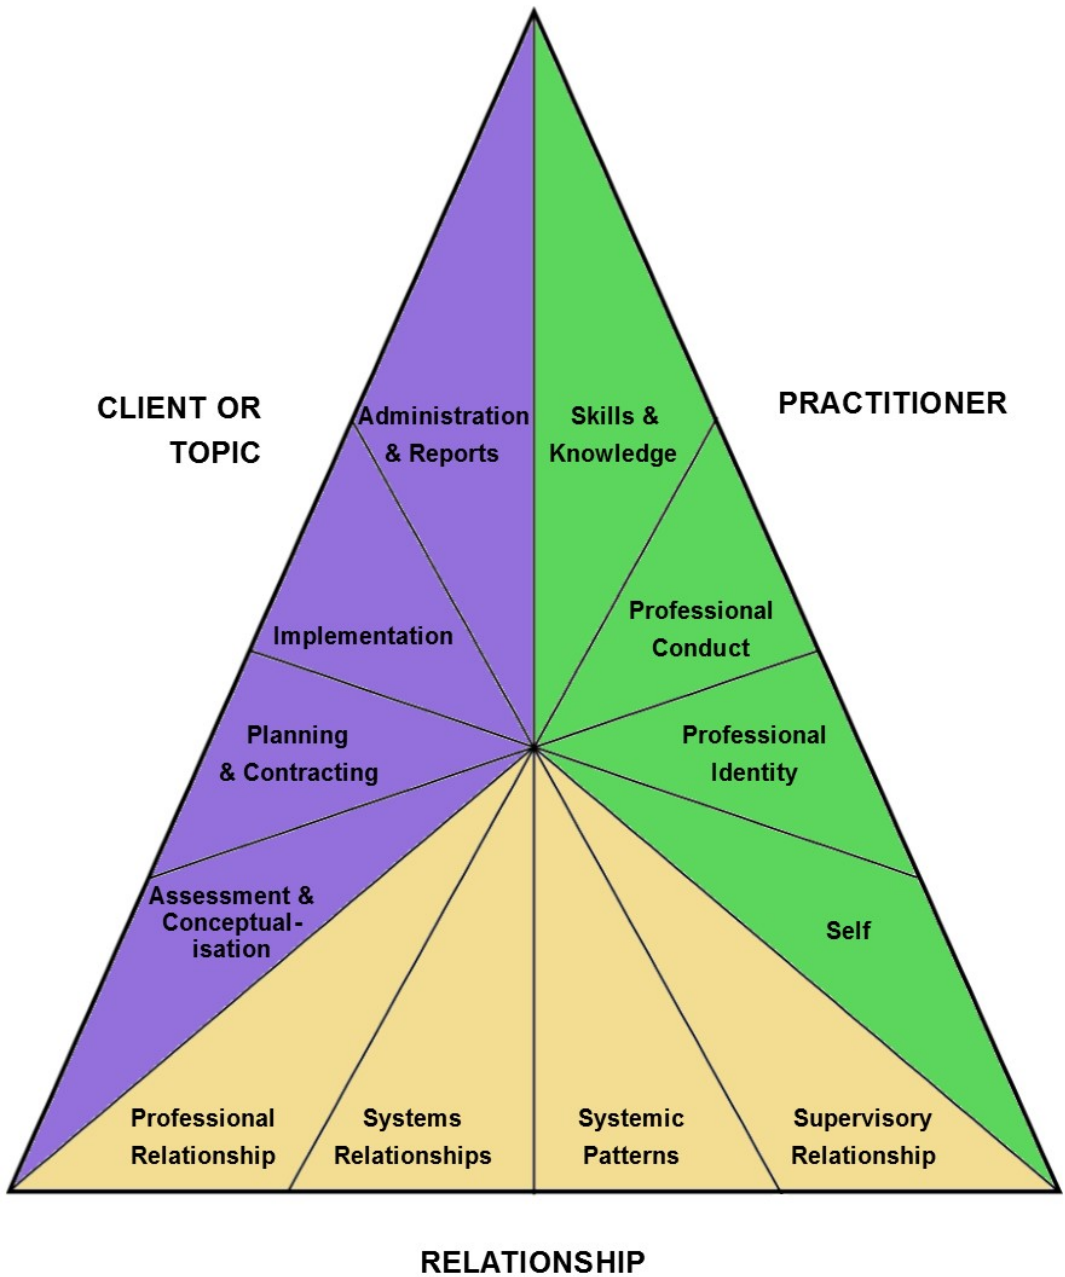 CLIENT OR
TOPIC
PRACTITIONER
Administration
& Reports
Skills &
Knowledge
Implementation
Professional
Conduct
Planning
& Contracting
Professional
Identity
Assessment &
Conceptual-
isation
Self
Professional
Relationship
Systems
Relationships
Systemic
Patterns
Supervisory
Relationship
RELATIONSHIP